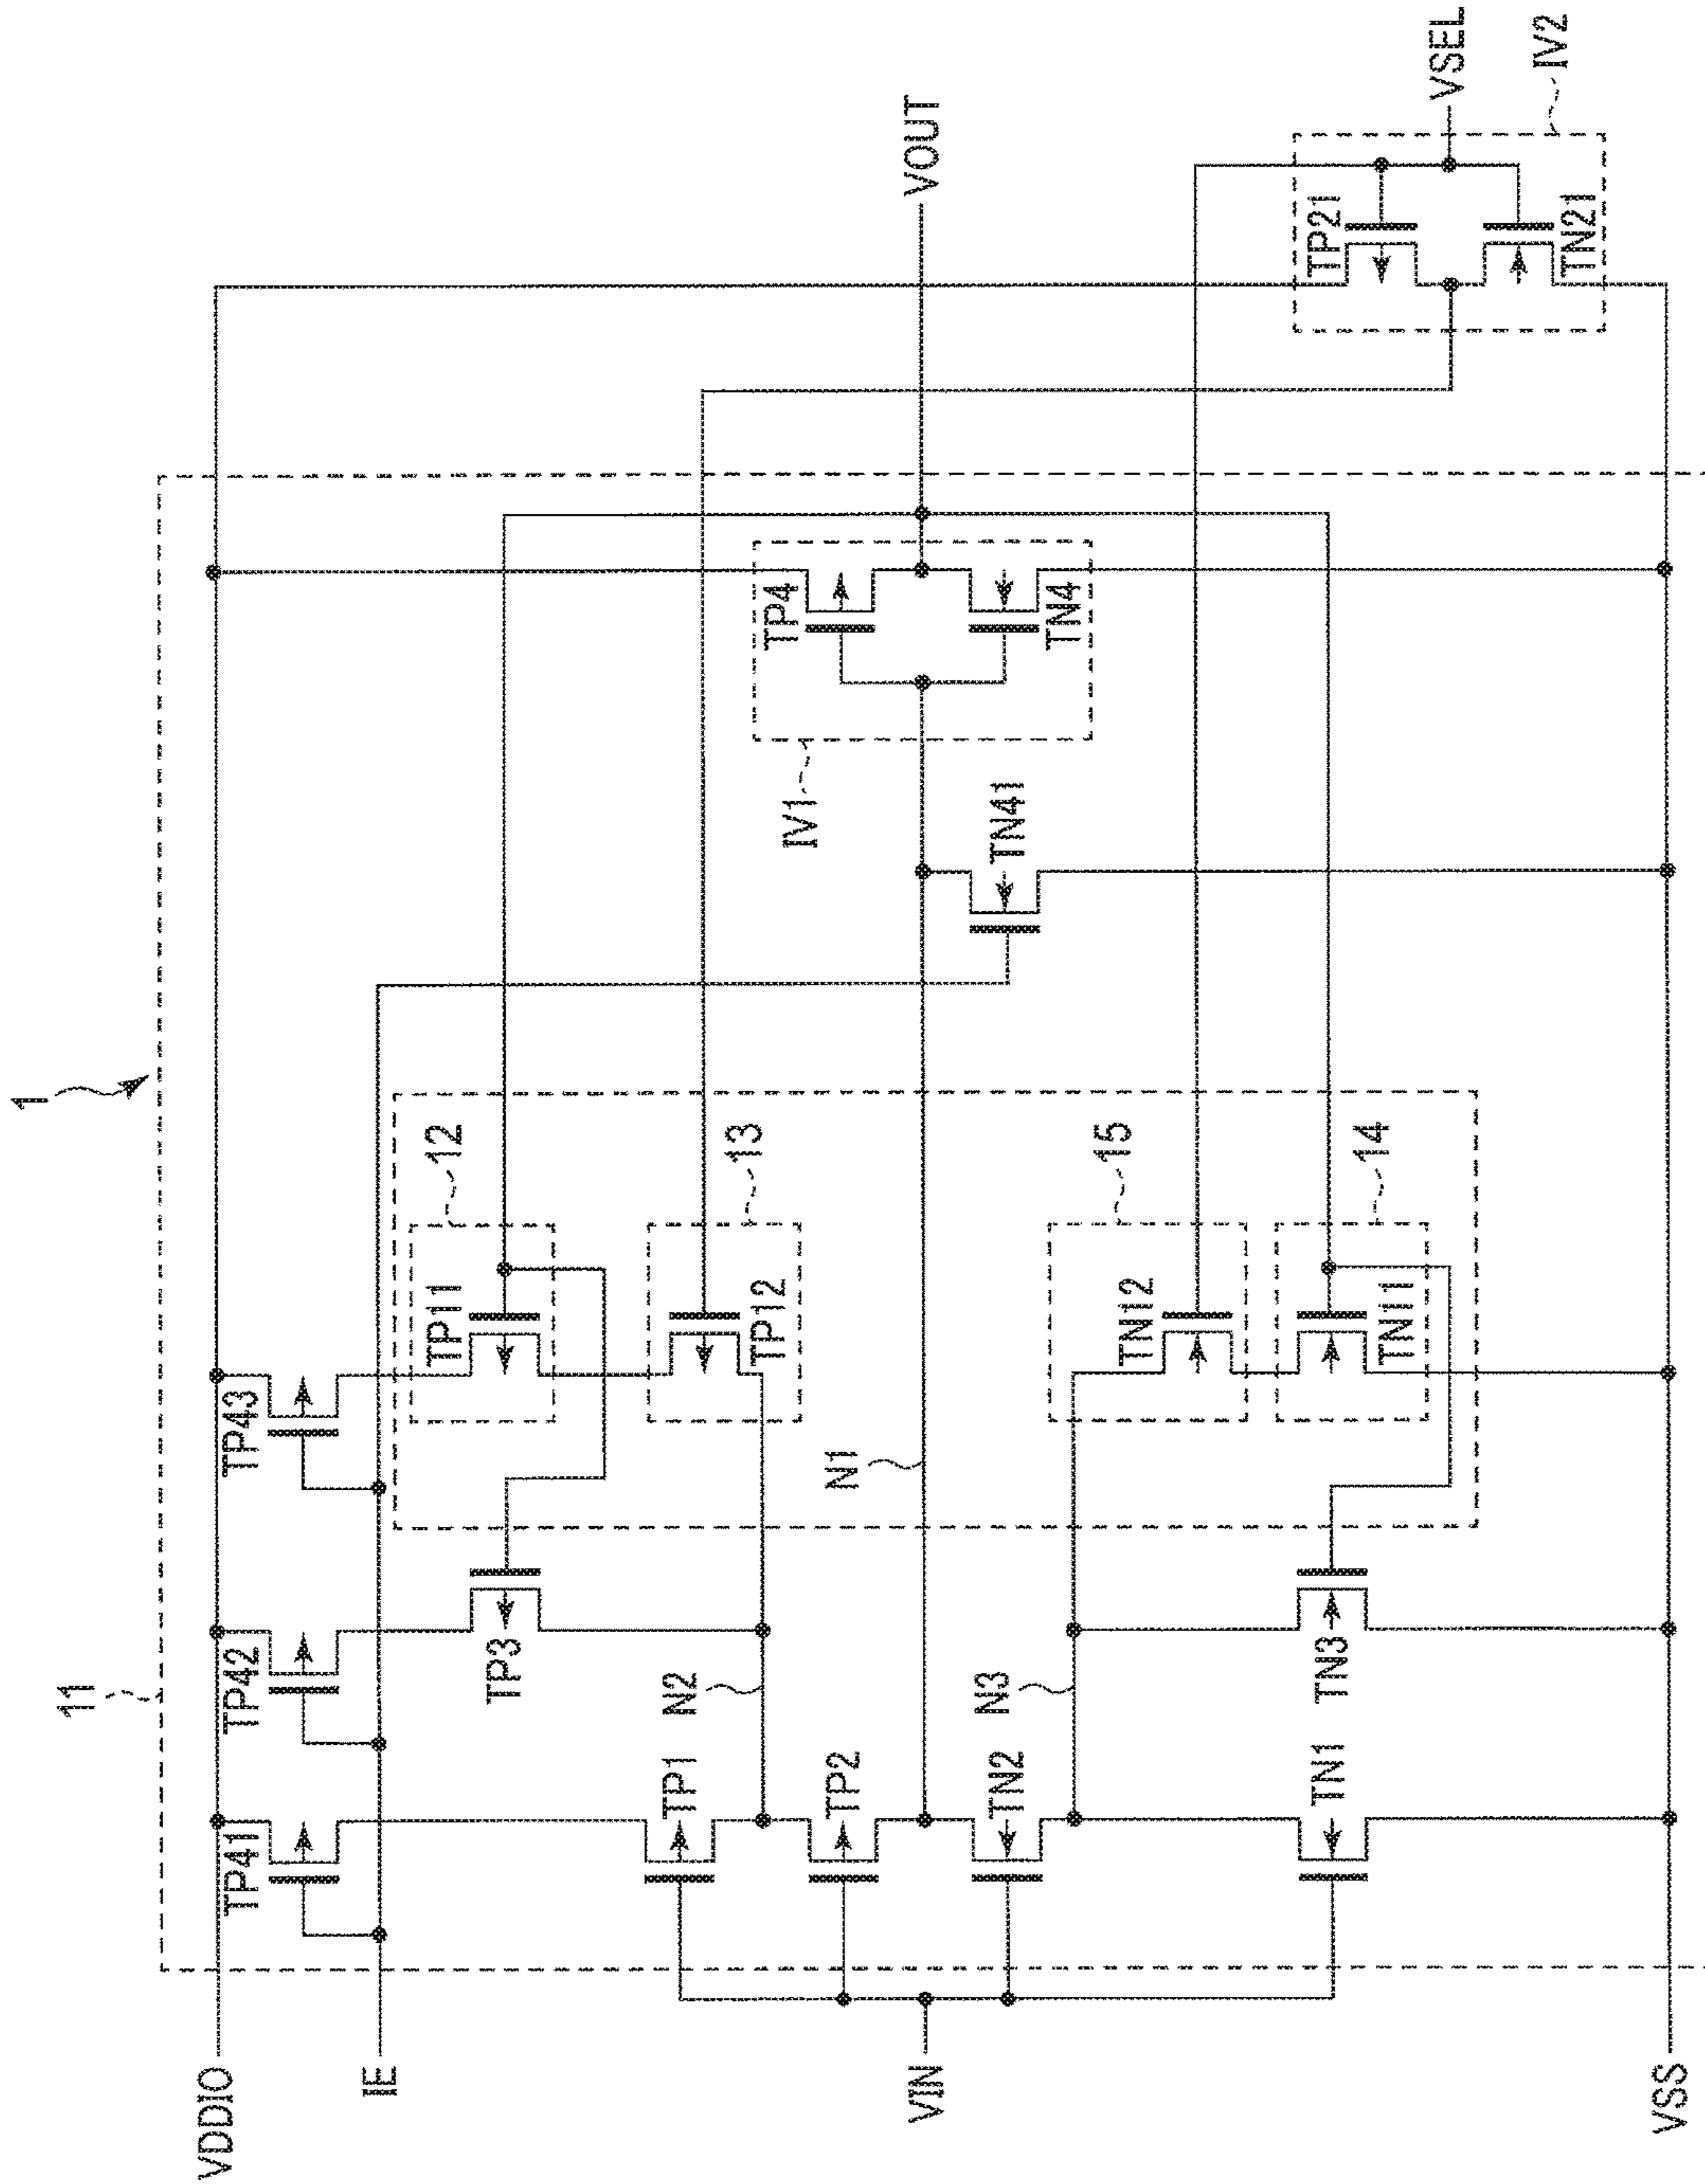 1
11
VDDIO
IE
VIN
VSS
TP41
TP42
TP43
TP1
TP2
TN2
TN1
TP3
TN3
N2
N3
N1
TP11
12
TP12
13
TN12
15
TN11
14
TN41
IV1
TP4
TN4
VOUT
TP21
TN21
VSEL
IV2